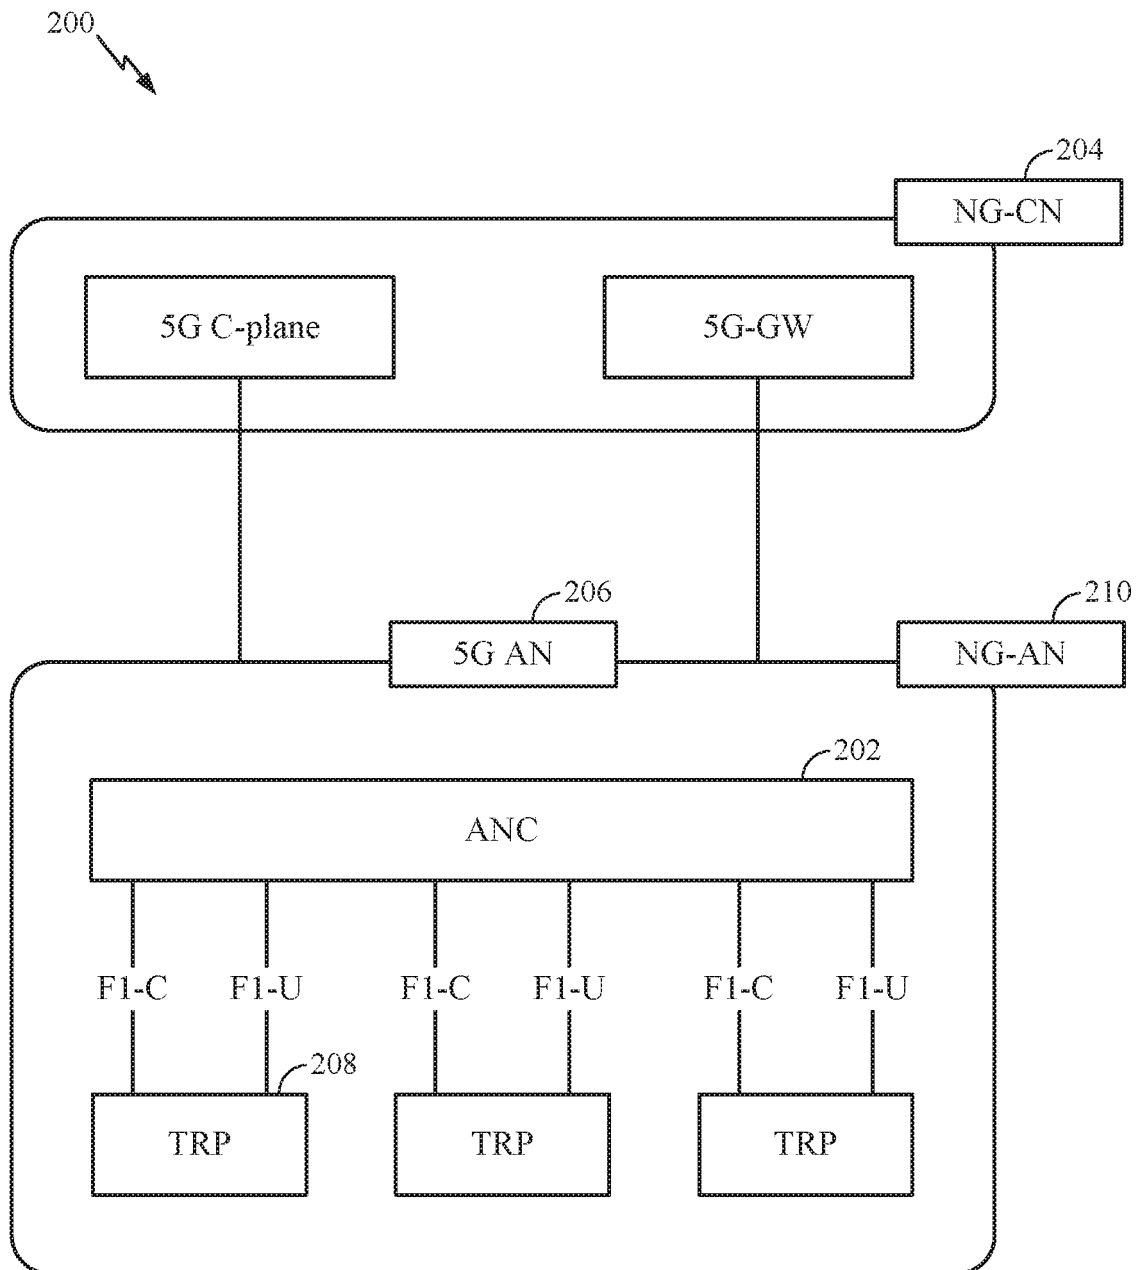 200
204
NG-CN
5G C-plane
5G-GW
206
210
5G AN
NG-AN
202
ANC
F1-C
F1-U
F1-C
F1-U
F1-C
F1-U
208
TRP
TRP
TRP